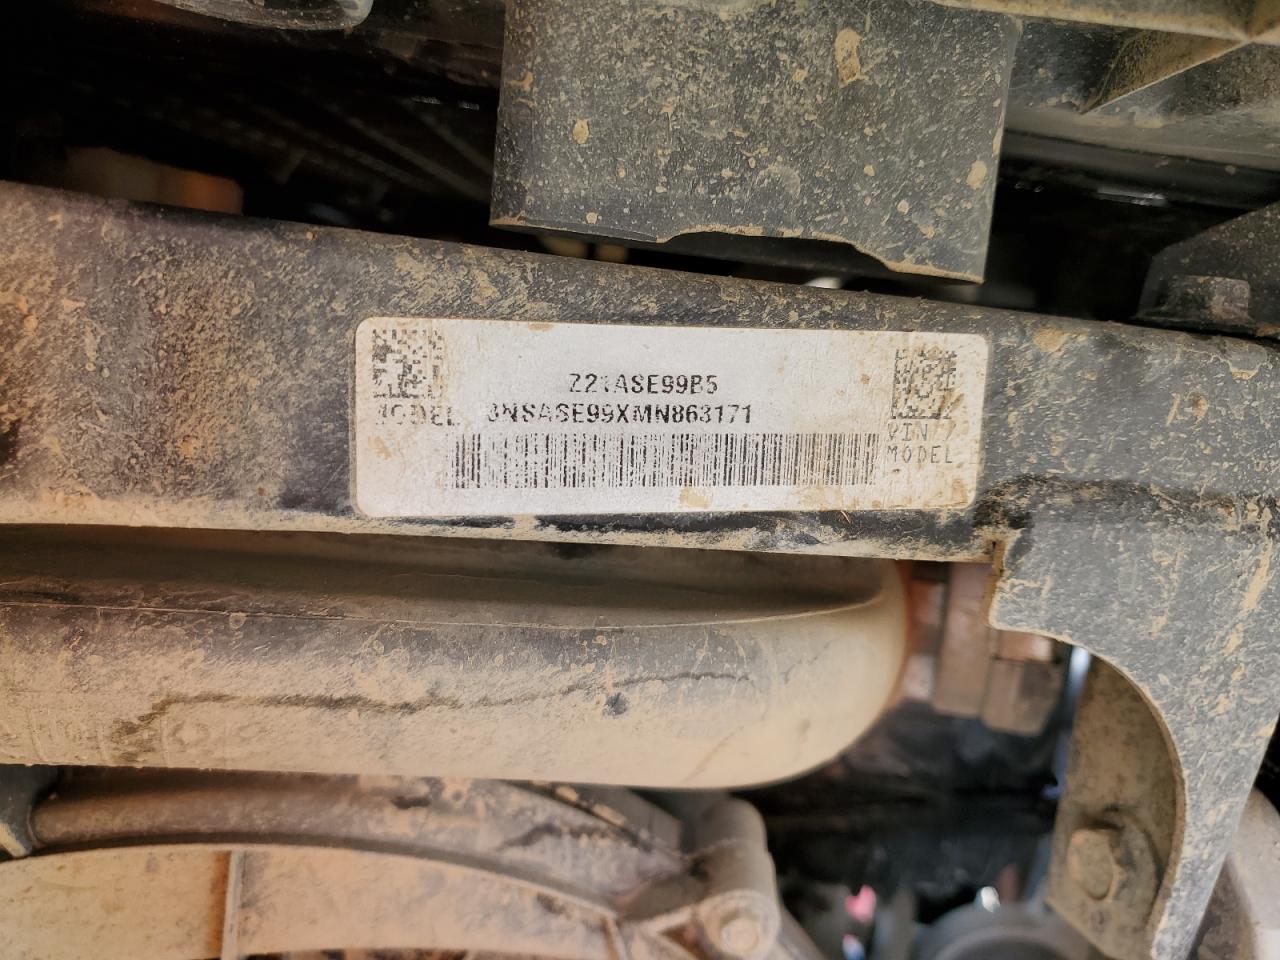 Z21ASE99B5
MODEL 3NSASE99XMN863171
VIN /
MODEL